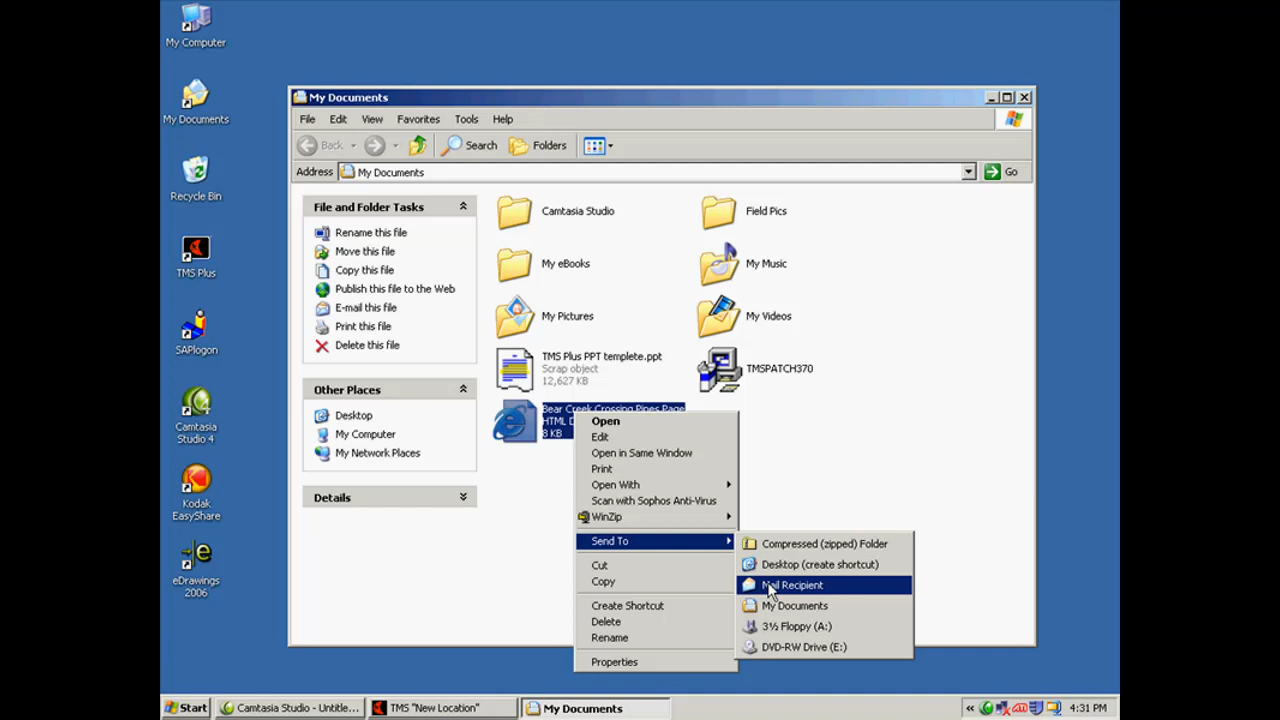 My Computer
My Documents
Recycle Bin
TMS Plus
SAPlogon
Camtasia
Studio 4
Kodak
EasyShare
eDrawings
2006
My Documents
File Edit View Favorites Tools Help
Back Search Folders
Address My Documents Go
File and Folder Tasks
Rename this file
Move this file
Copy this file
Publish this file to the Web
E-mail this file
Print this file
Delete this file
Other Places
Desktop
My Computer
My Network Places
Details
Camtasia Studio
Field Pics
My eBooks
My Music
My Pictures
My Videos
TMS Plus PPT templete.ppt
Scrap object
12,627 KB
TMSPATCH370
Bear Creek Crossing Pipes Page
HTML D
8 KB
Open
Edit
Open in Same Window
Print
Open With
Scan with Sophos Anti-Virus
WinZip
Send To
Cut
Copy
Create Shortcut
Delete
Rename
Properties
Compressed (zipped) Folder
Desktop (create shortcut)
Mail Recipient
My Documents
3½ Floppy (A:)
DVD-RW Drive (E:)
Start Camtasia Studio - Untitle... TMS "New Location" My Documents « 4:31 PM